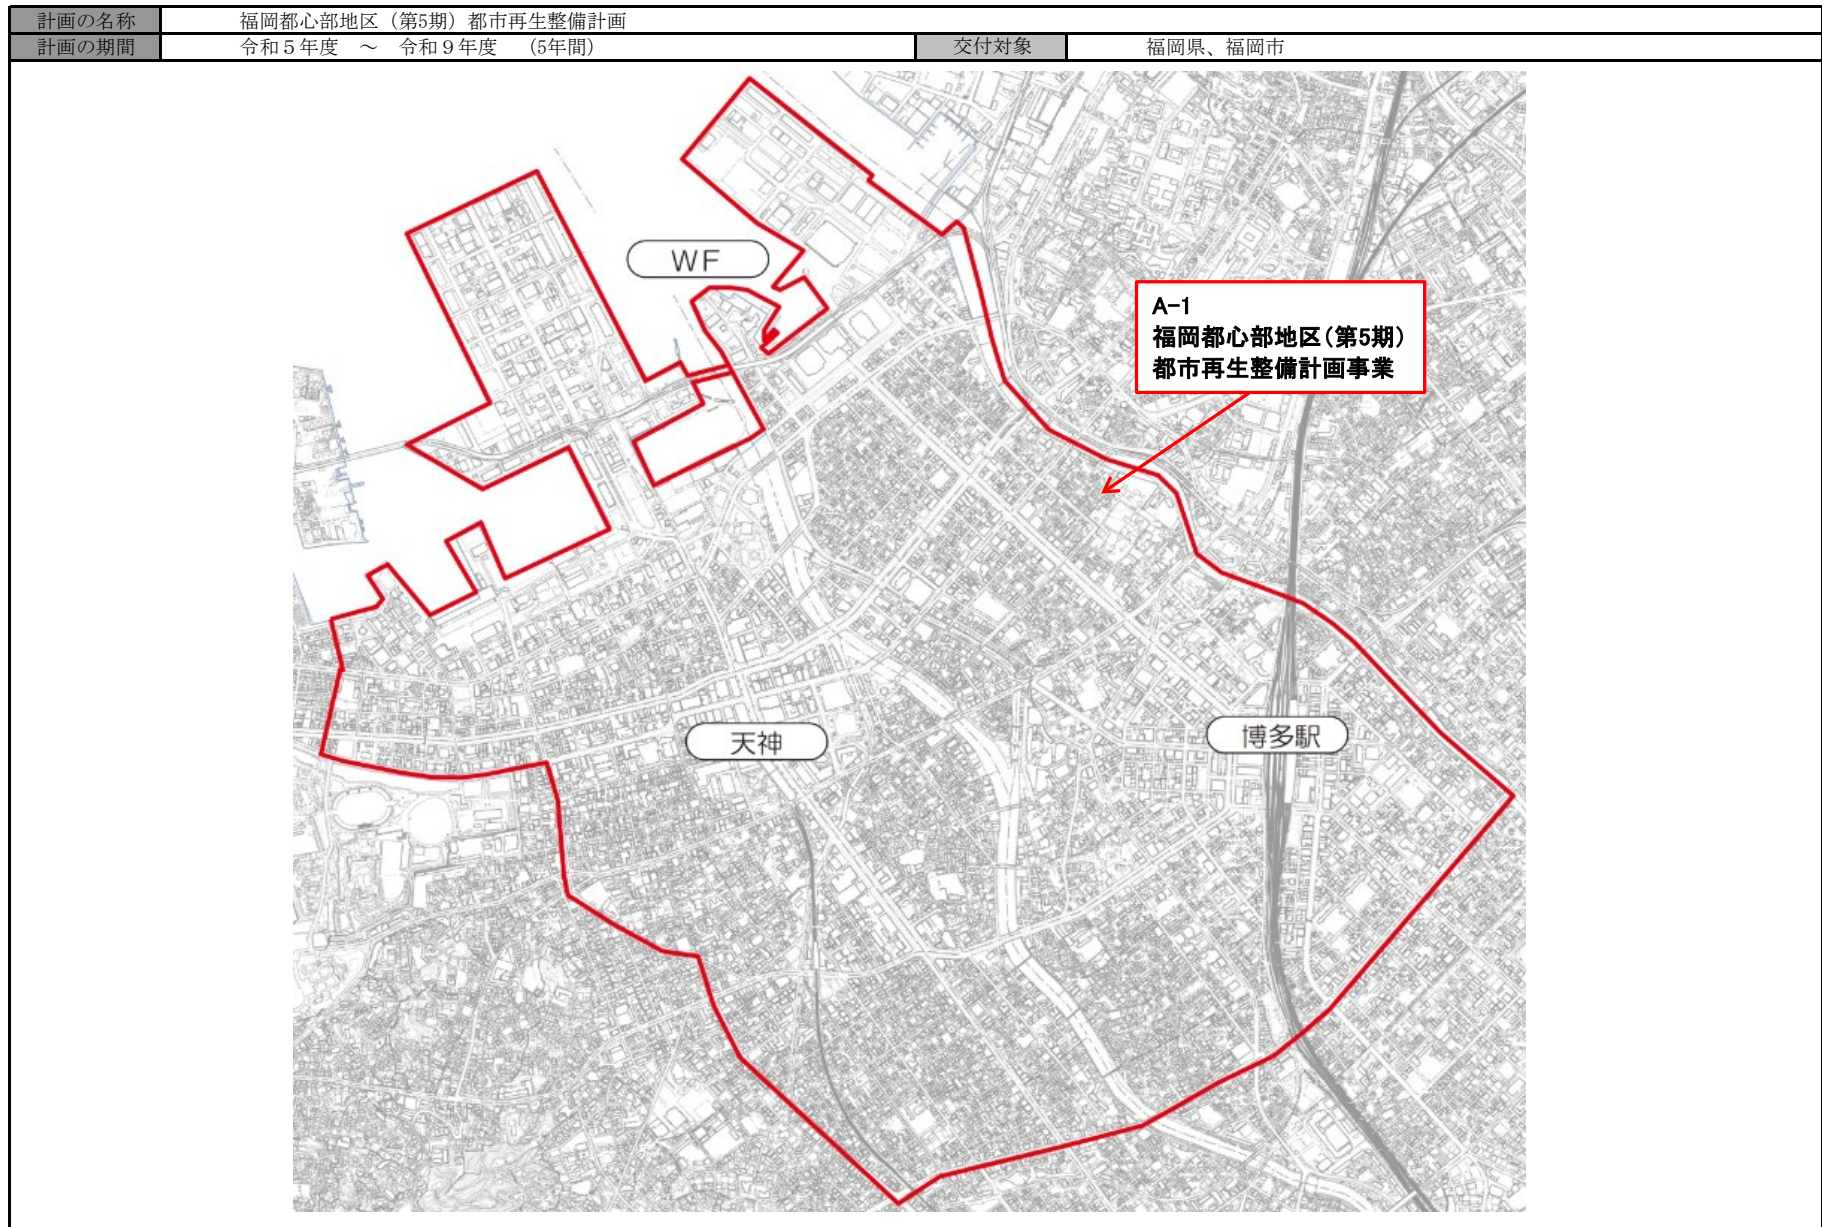 計画の名称 福岡都心部地区（第5期）都市再生整備計画
計画の期間 令和５年度 ～ 令和９年度 （5年間） 交付対象 福岡県、福岡市
WF
A-1
福岡都心部地区（第5期）
都市再生整備計画事業
天神
博多駅